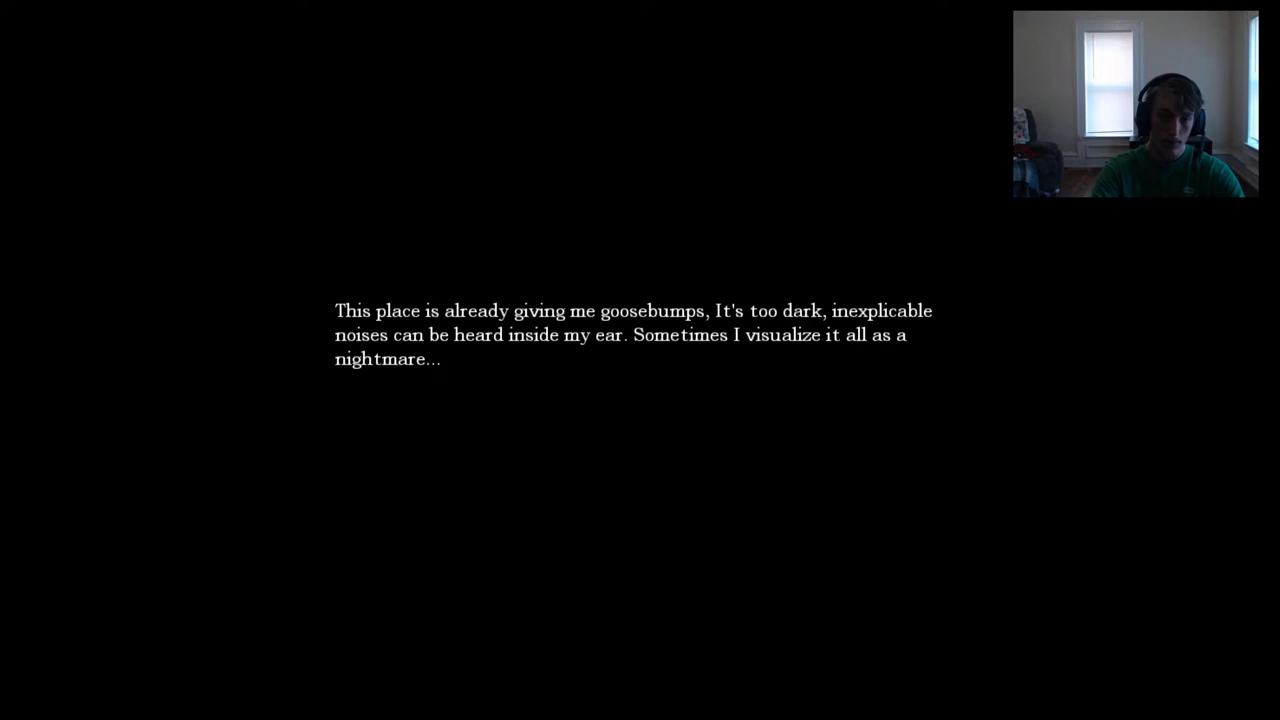 This place is already giving me goosebumps, It's too dark, inexplicable
noises can be heard inside my ear. Sometimes I visualize it all as a
nightmare...